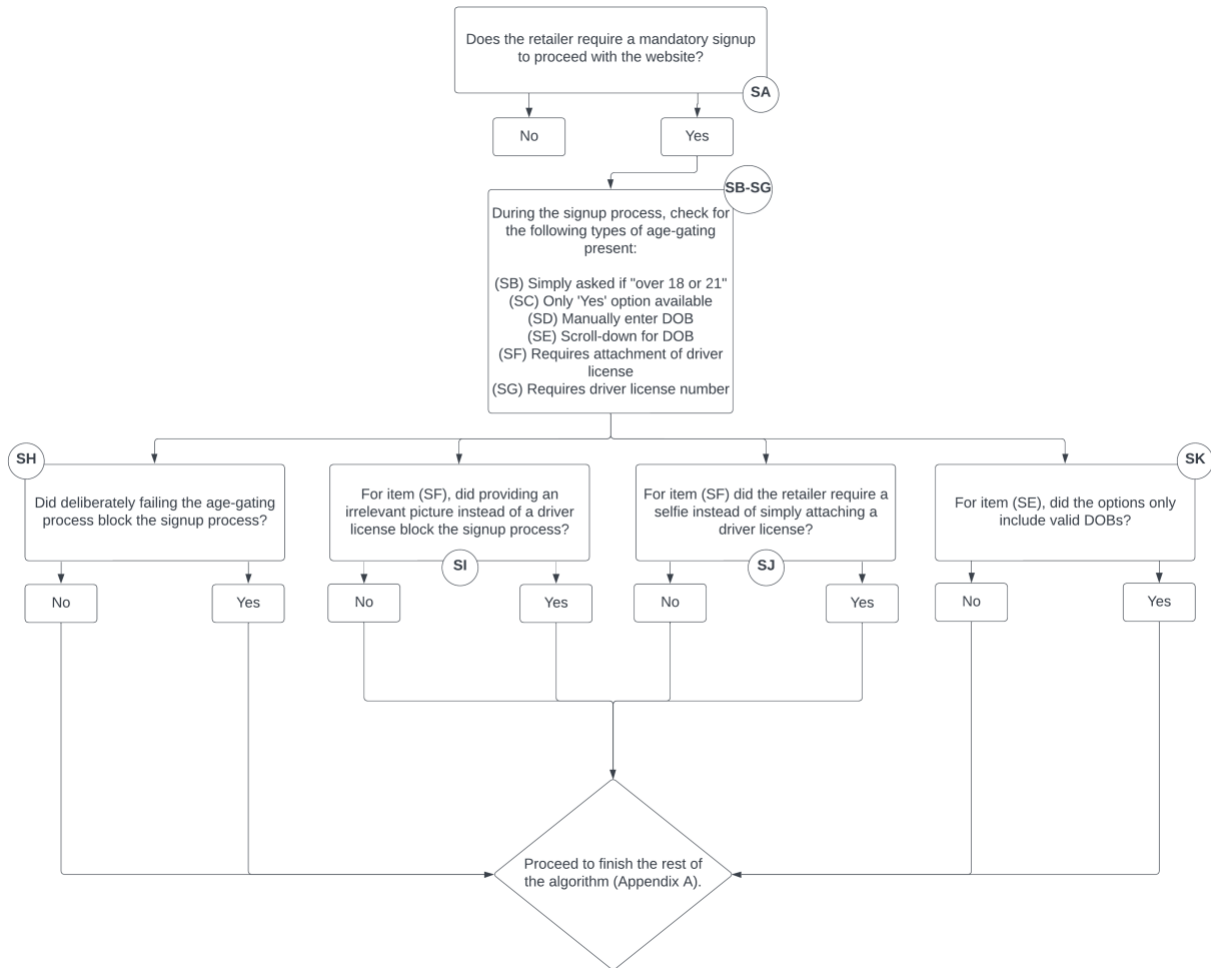 Does the retailer require a mandatory signup
to proceed with the website?
SA
No
Yes
SB-SG
During the signup process, check for
the following types of age-gating
present:
(SB) Simply asked if "over 18 or 21"
(SC) Only 'Yes' option available
(SD) Manually enter DOB
(SE) Scroll-down for DOB
(SF) Requires attachment of driver
license
(SG) Requires driver license number
SH
Did deliberately failing the age-gating
process block the signup process?
No
Yes
For item (SF), did providing an
irrelevant picture instead of a driver
license block the signup process?
SI
No
Yes
For item (SF) did the retailer require a
selfie instead of simply attaching a
driver license?
SJ
No
Yes
SK
For item (SE), did the options only
include valid DOBs?
No
Yes
Proceed to finish the rest of
the algorithm (Appendix A).